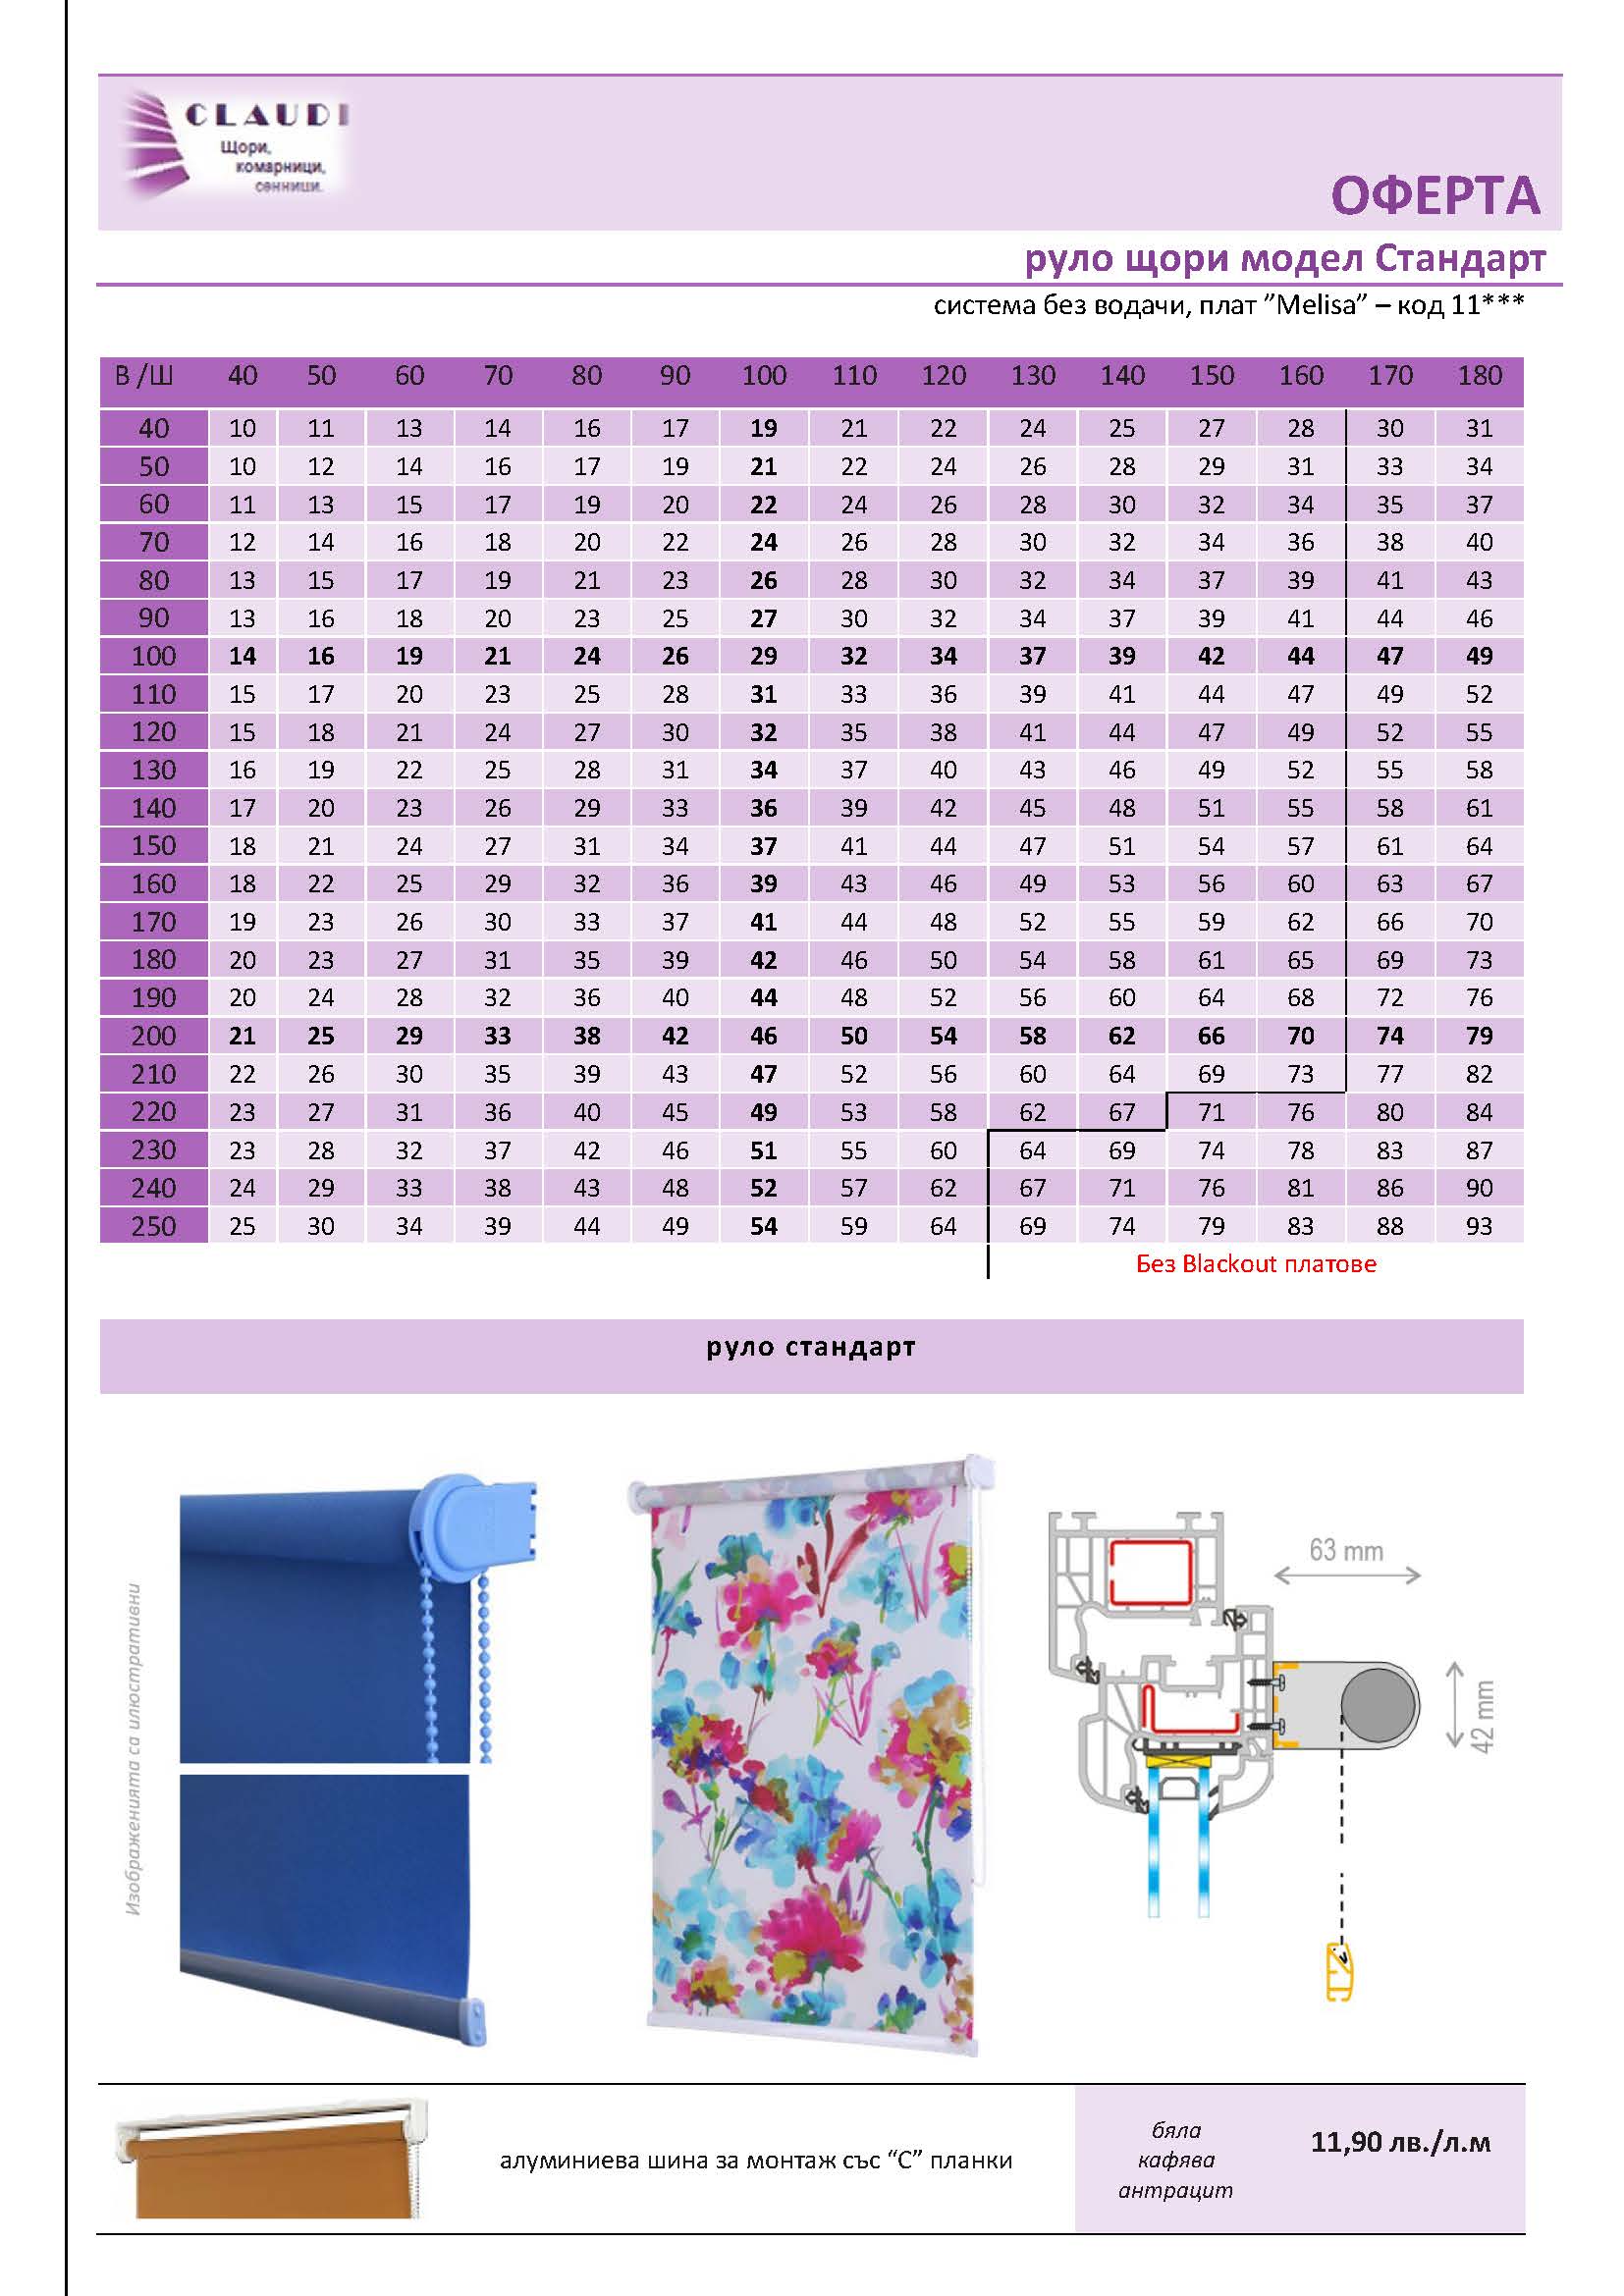 CLAUDI
Щори,
комарници,
сенници.
ОФЕРТА
руло щори модел Стандарт
система без водачи, плат ”Melisa” – код 11***
В /Ш 40 50 60 70 80 90 100 110 120 130 140 150 160 170 180
40 10 11 13 14 16 17 19 21 22 24 25 27 28 30 31
50 10 12 14 16 17 19 21 22 24 26 28 29 31 33 34
60 11 13 15 17 19 20 22 24 26 28 30 32 34 35 37
70 12 14 16 18 20 22 24 26 28 30 32 34 36 38 40
80 13 15 17 19 21 23 26 28 30 32 34 37 39 41 43
90 13 16 18 20 23 25 27 30 32 34 37 39 41 44 46
100 14 16 19 21 24 26 29 32 34 37 39 42 44 47 49
110 15 17 20 23 25 28 31 33 36 39 41 44 47 49 52
120 15 18 21 24 27 30 32 35 38 41 44 47 49 52 55
130 16 19 22 25 28 31 34 37 40 43 46 49 52 55 58
140 17 20 23 26 29 33 36 39 42 45 48 51 55 58 61
150 18 21 24 27 31 34 37 41 44 47 51 54 57 61 64
160 18 22 25 29 32 36 39 43 46 49 53 56 60 63 67
170 19 23 26 30 33 37 41 44 48 52 55 59 62 66 70
180 20 23 27 31 35 39 42 46 50 54 58 61 65 69 73
190 20 24 28 32 36 40 44 48 52 56 60 64 68 72 76
200 21 25 29 33 38 42 46 50 54 58 62 66 70 74 79
210 22 26 30 35 39 43 47 52 56 60 64 69 73 77 82
220 23 27 31 36 40 45 49 53 58 62 67 71 76 80 84
230 23 28 32 37 42 46 51 55 60 64 69 74 78 83 87
240 24 29 33 38 43 48 52 57 62 67 71 76 81 86 90
250 25 30 34 39 44 49 54 59 64 69 74 79 83 88 93
Без Blackout платове
руло стандарт
Изображенията са илюстративни
63 mm
42 mm
алуминиева шина за монтаж със “С” планки
бяла
кафява
антрацит
11,90 лв./л.м